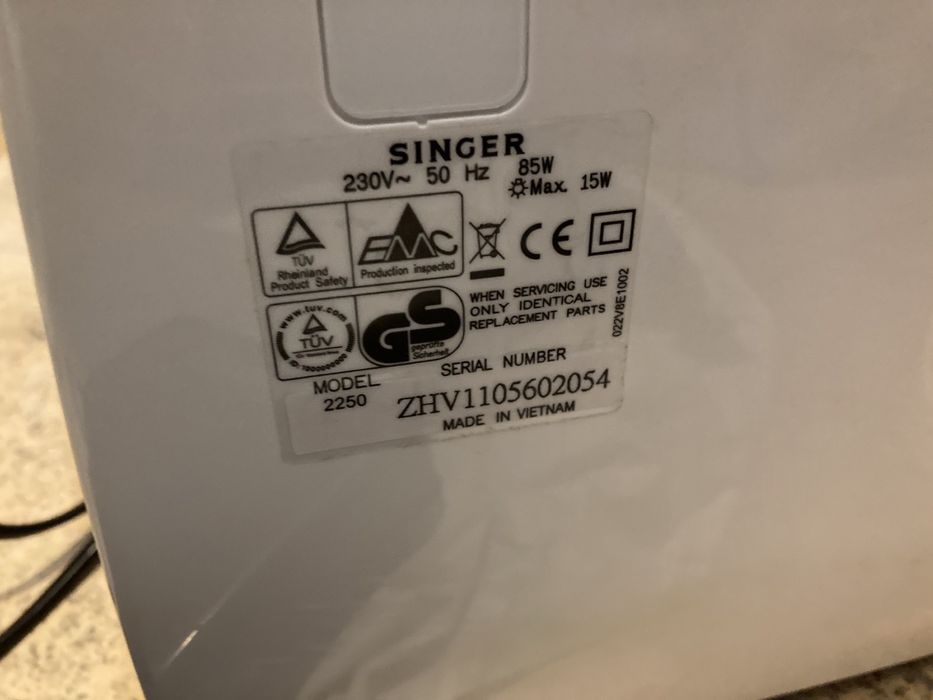 SINGER
230V~ 50 Hz 85W
Max. 15W
TÜV
Rheinland
Product Safety
EMC
Production inspected
CE
www.tuv.com
TÜV
GS
geprüfte
Sicherheit
WHEN SERVICING USE
ONLY IDENTICAL
REPLACEMENT PARTS
022V8E1002
MODEL
2250
SERIAL NUMBER
ZHV1105602054
MADE IN VIETNAM